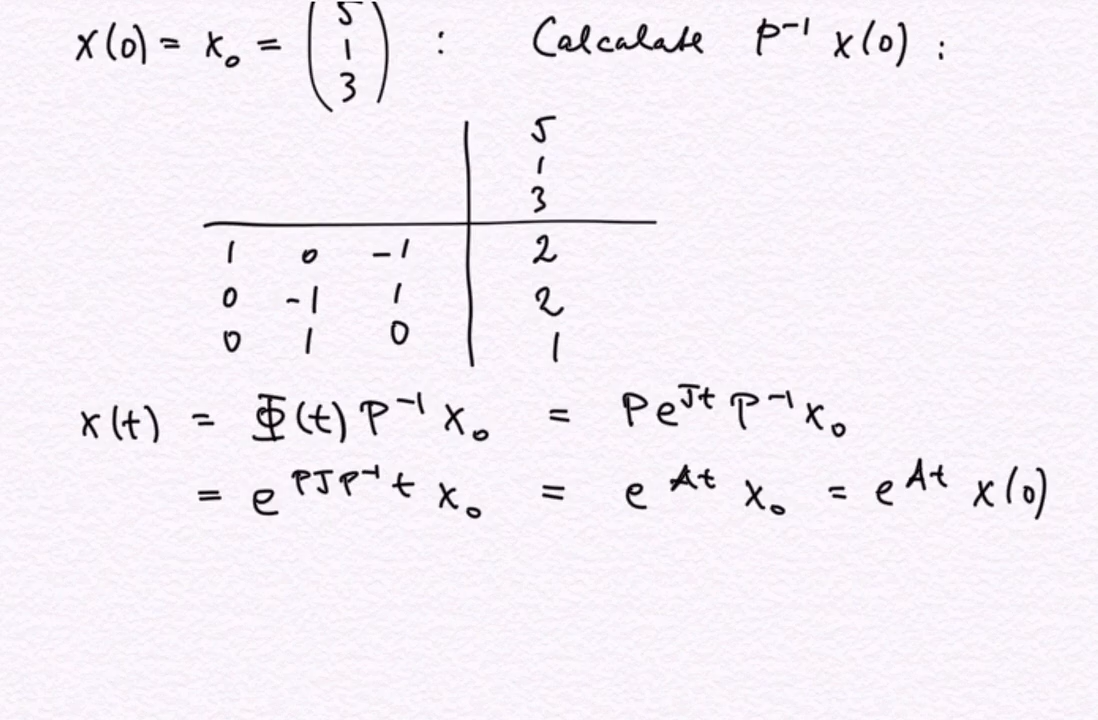 x(0) = x₀ = (5 1 3) : Calculate P⁻¹ x(0) :
5
1
3
1 0 -1 | 2
0 -1 1 | 2
0 1 0 | 1
x(t) = Φ(t) P⁻¹ x₀ = P e^{Jt} P⁻¹ x₀
= e^{PJP⁻¹t} x₀ = e^{At} x₀ = e^{At} x(0)